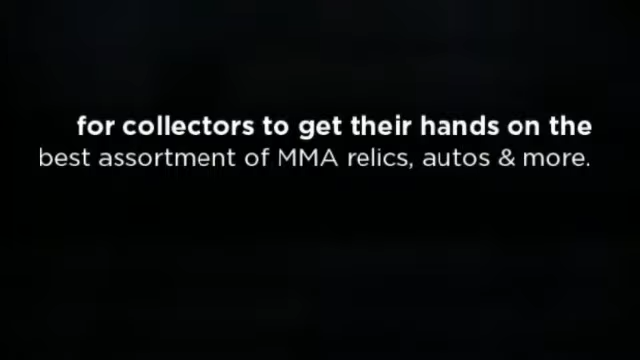 for collectors to get their hands on the
best assortment of MMA relics, autos & more.